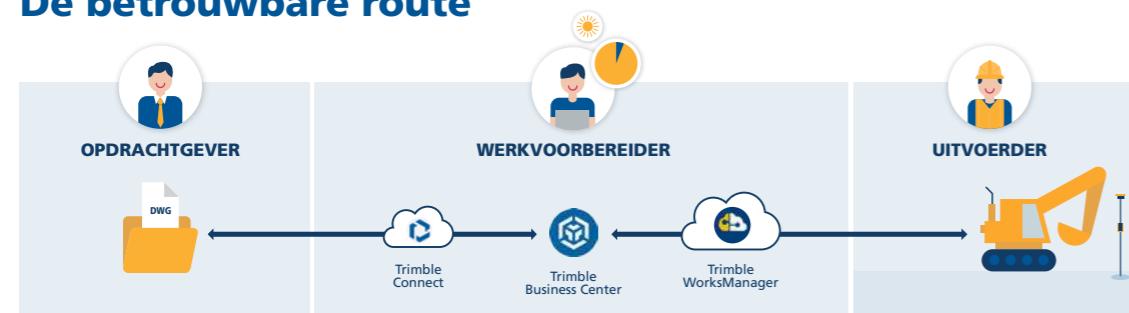 De betrouwbare route
OPDRACHTGEVER
WERKVOORBEREIDER
UITVOERDER
DWG
Trimble
Connect
Trimble
Business Center
Trimble
WorksManager